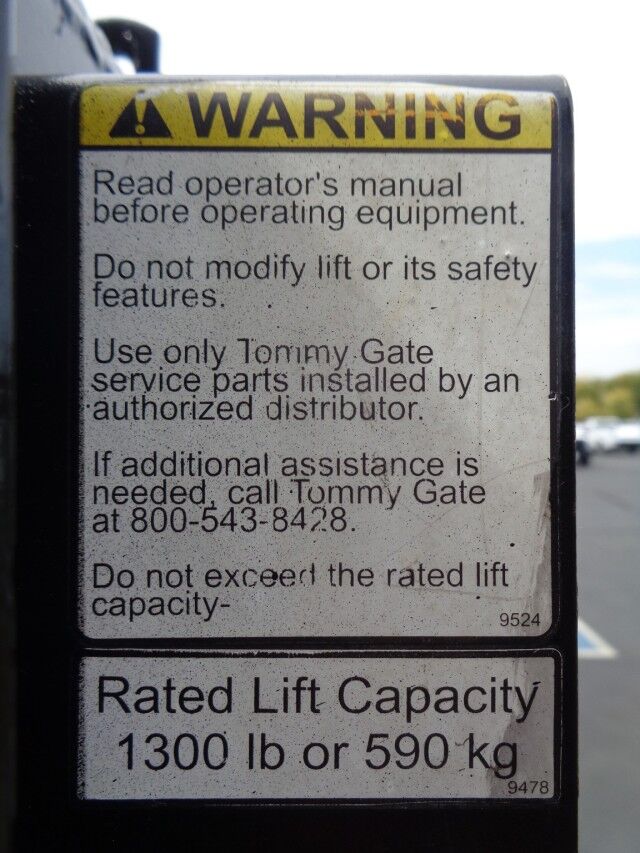 WARNING
Read operator's manual
before operating equipment.
Do not modify lift or its safety
features.
Use only Tommy Gate
service parts installed by an
authorized distributor.
If additional assistance is
needed, call Tommy Gate
at 800-543-8428.
Do not exceed the rated lift
capacity-
9524
Rated Lift Capacity
1300 lb or 590 kg
9478